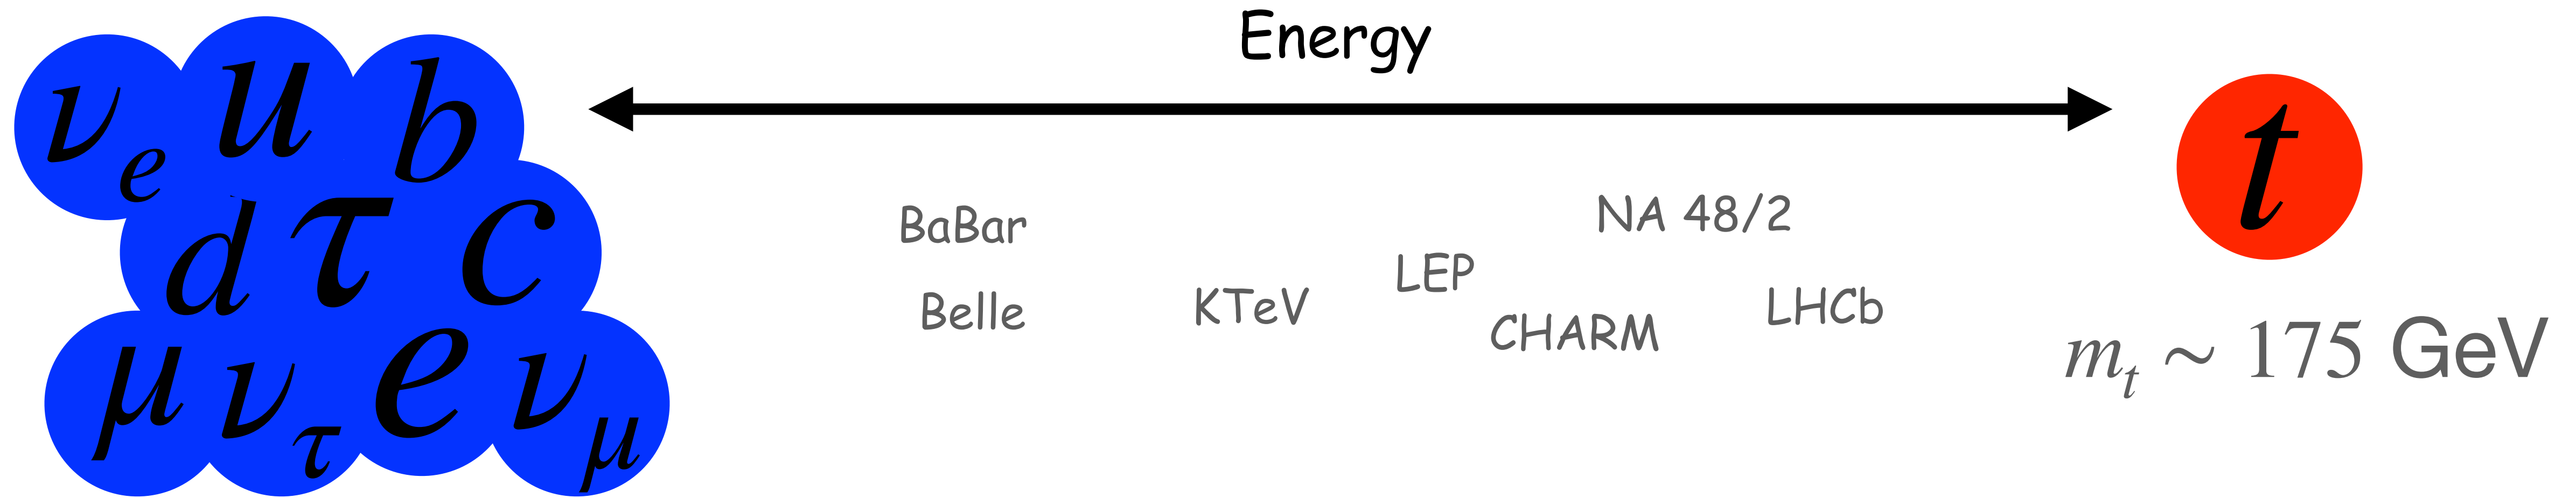 Energy
ν_e u b
d τ c
μ ν_τ e ν_μ
BaBar
Belle
KTeV
LEP
NA 48/2
CHARM
LHCb
t
m_t ~ 175 GeV